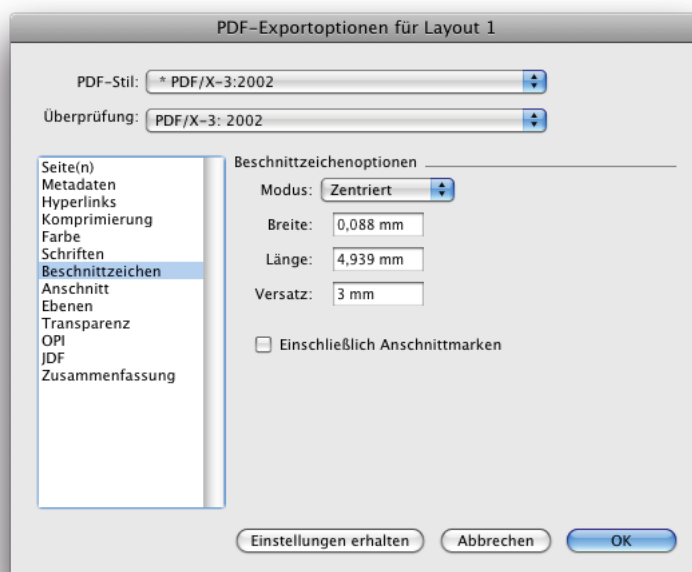 PDF-Exportoptionen für Layout 1
PDF-Stil: * PDF/X-3:2002
Überprüfung: PDF/X-3: 2002
Seite(n)
Metadaten
Hyperlinks
Komprimierung
Farbe
Schriften
Beschnittzeichen
Anschnitt
Ebenen
Transparenz
OPI
JDF
Zusammenfassung
Beschnittzeichenoptionen
Modus: Zentriert
Breite: 0,088 mm
Länge: 4,939 mm
Versatz: 3 mm
Einschließlich Anschnittmarken
Einstellungen erhalten Abbrechen OK